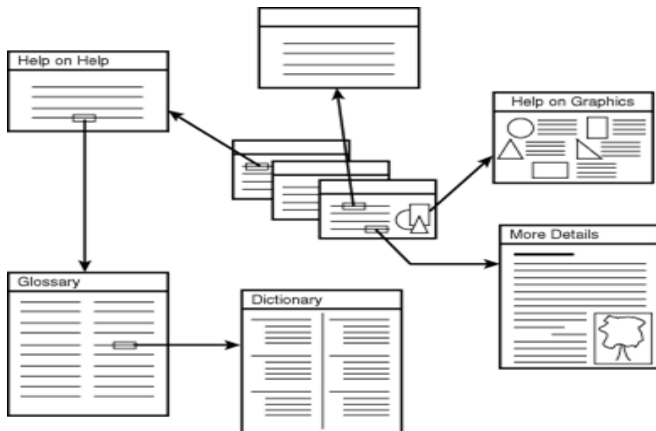 Help on Help
Help on Graphics
More Details
Glossary
Dictionary